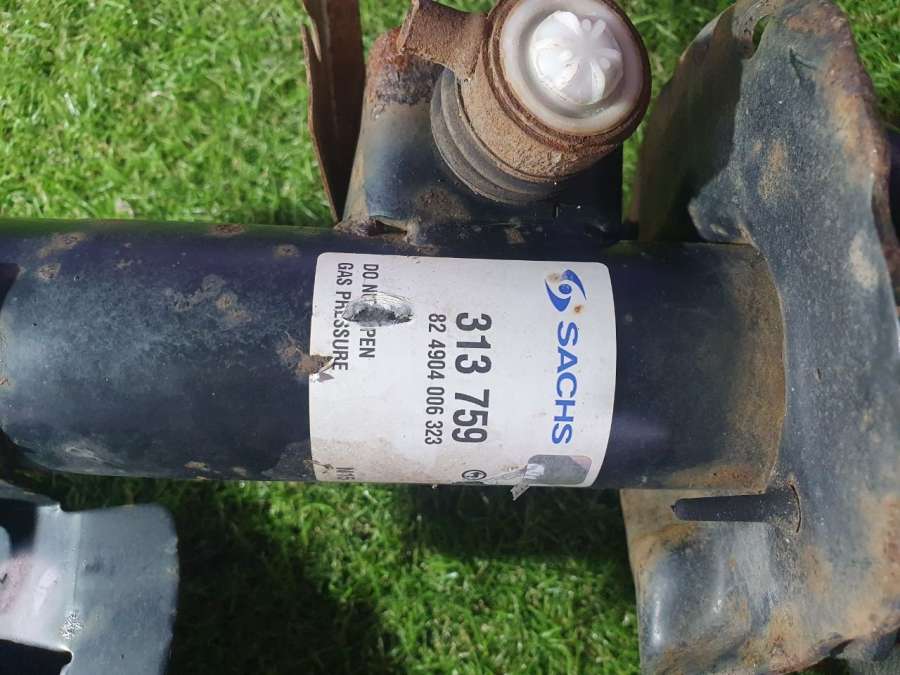 SACHS
313 759
82 4904 006 323
DO NOT OPEN
GAS PRESSURE